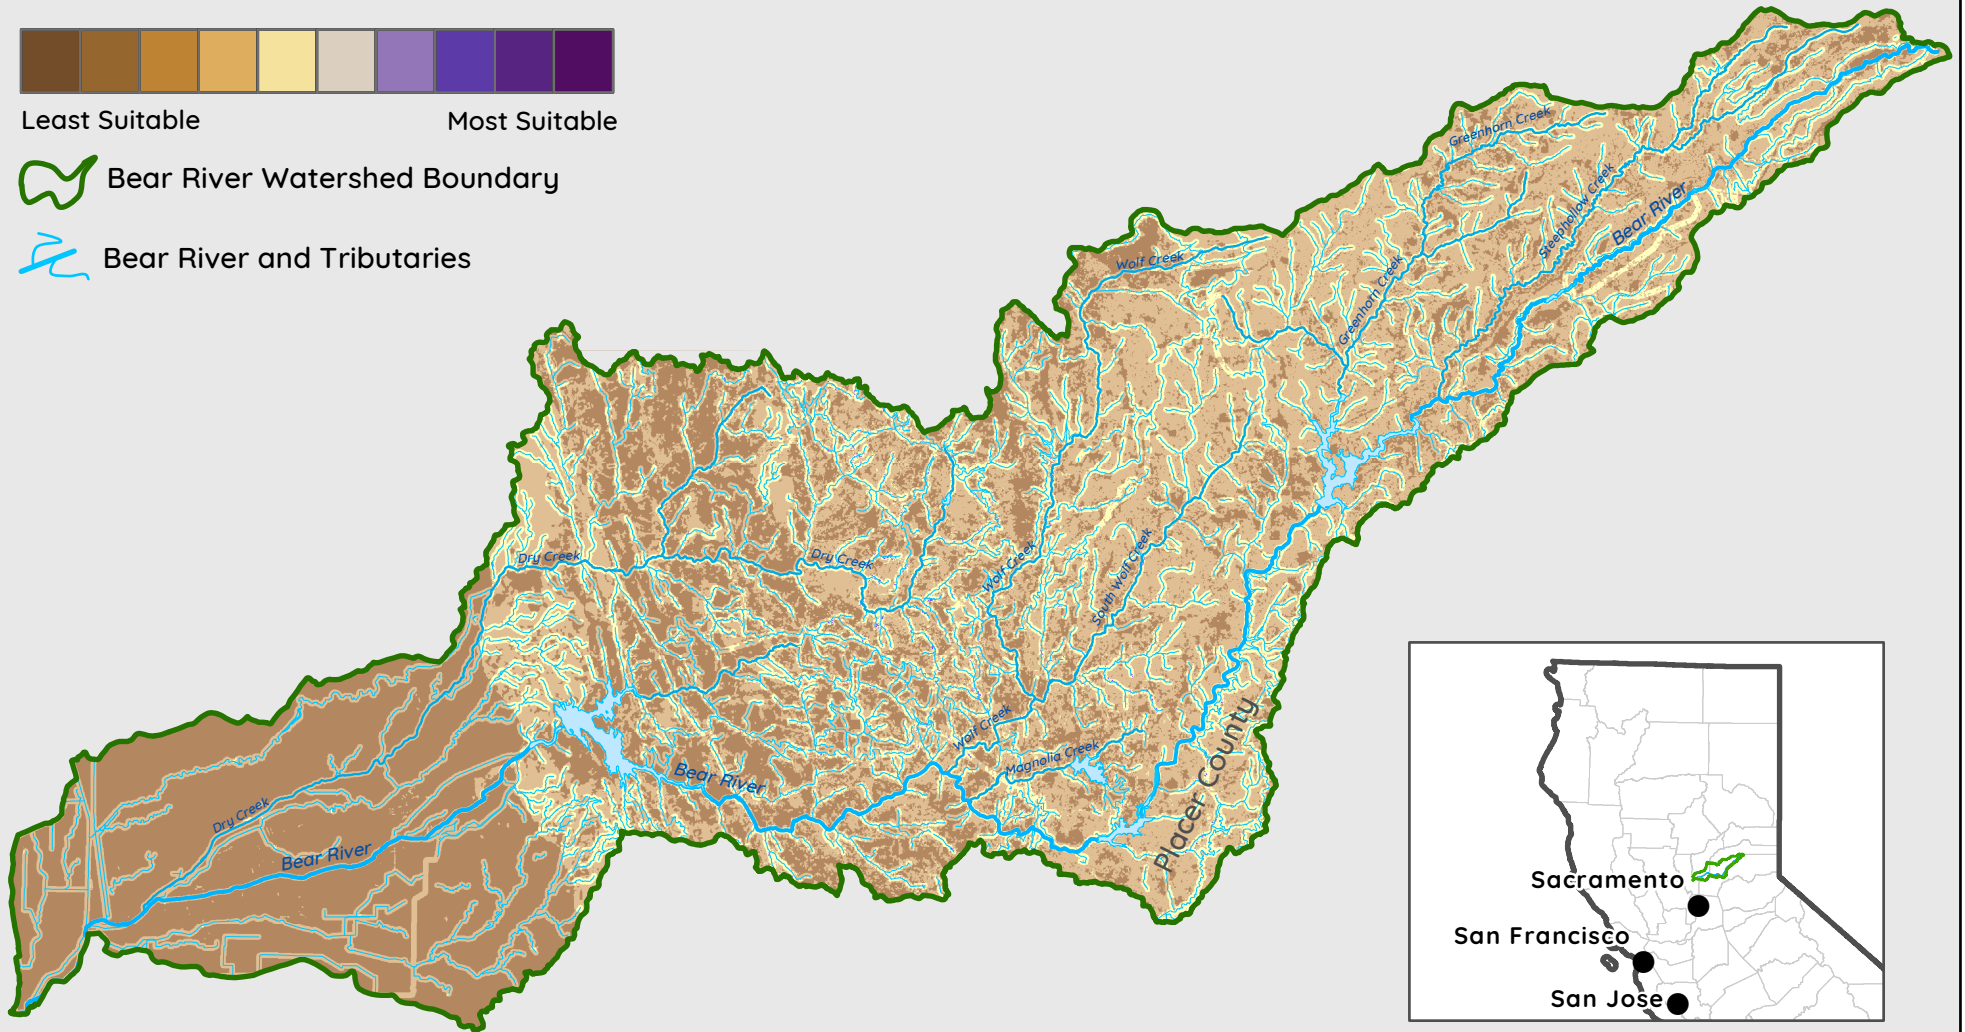 Least Suitable
Most Suitable
Bear River Watershed Boundary
Bear River and Tributaries
Greenhorn Creek
Steephollow Creek
Bear River
Wolf Creek
Greenhorn Creek
Dry Creek
Dry Creek
Wolf Creek
South Wolf Creek
Wolf Creek
Magnolia Creek
Bear River
Placer County
Dry Creek
Bear River
Sacramento
San Francisco
San Jose